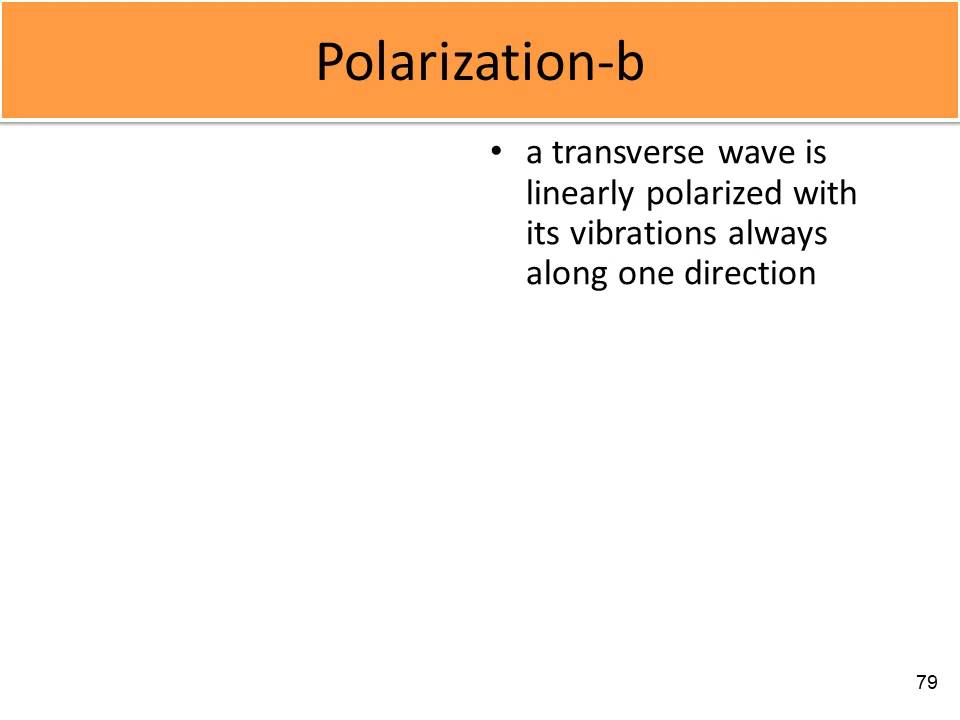 Polarization-b
• a transverse wave is
linearly polarized with
its vibrations always
along one direction
79